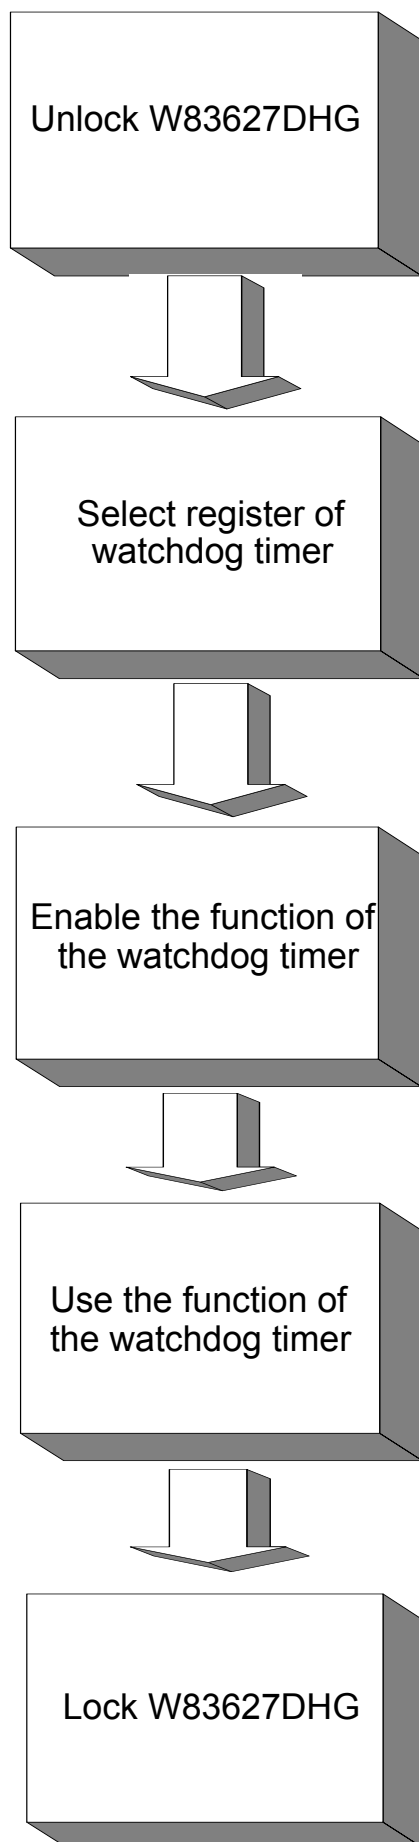 Unlock W83627DHG
Select register of
watchdog timer
Enable the function of
the watchdog timer
Use the function of
the watchdog timer
Lock W83627DHG